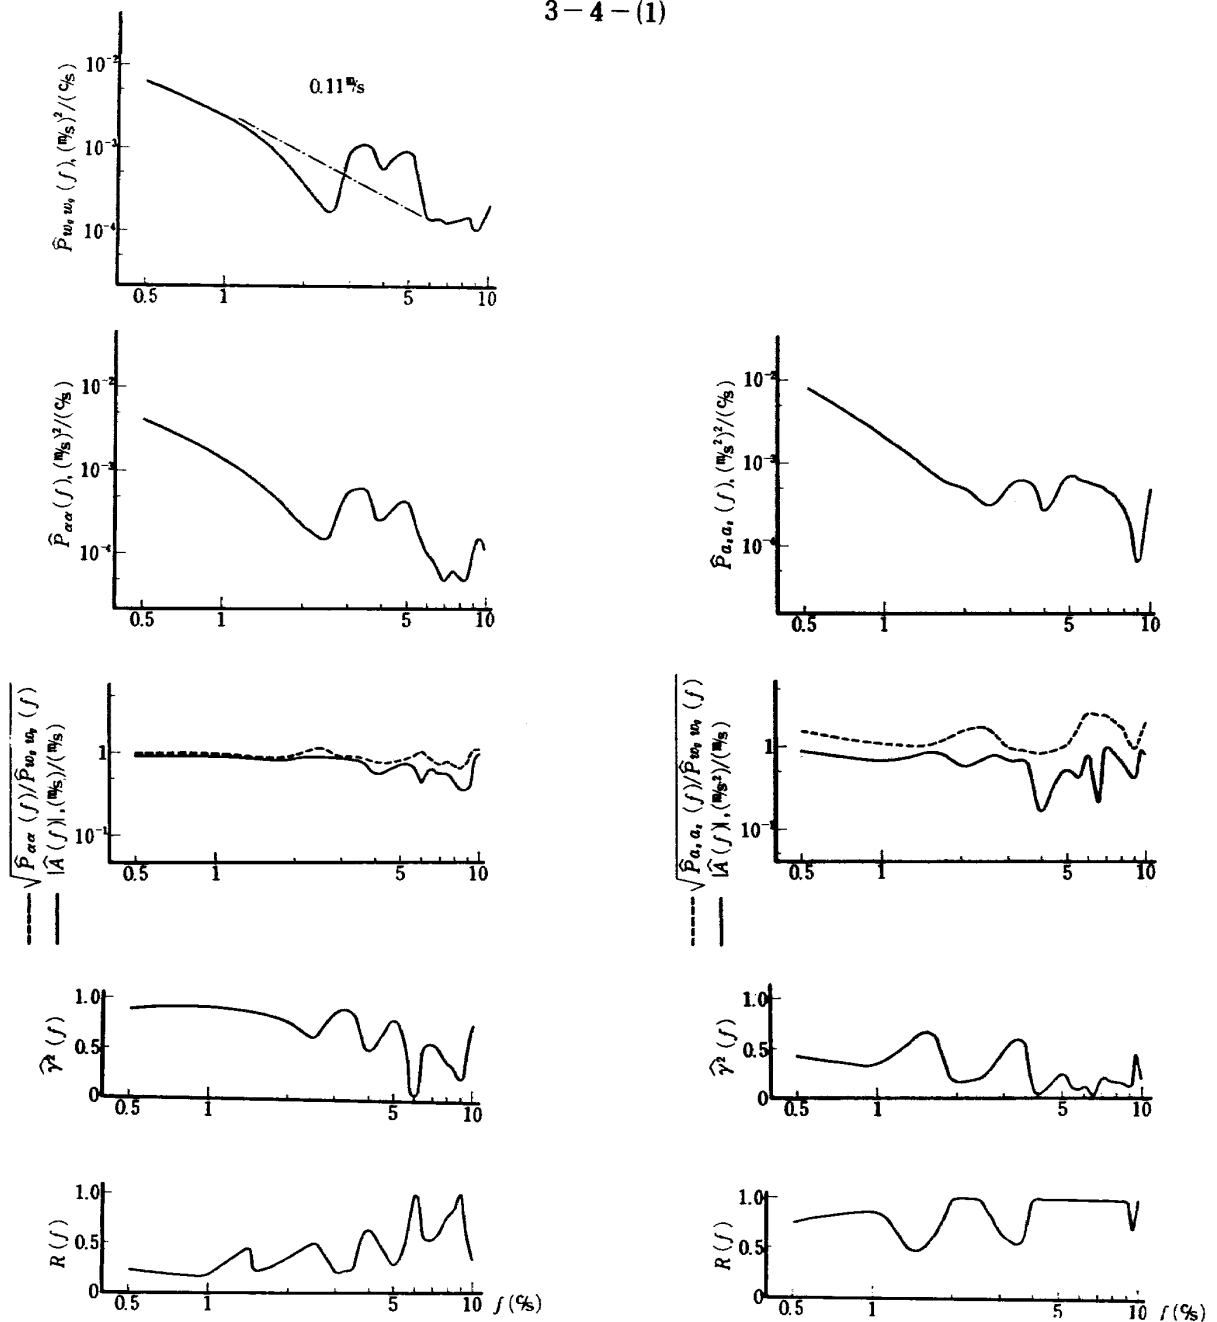 3-4-(1)
10⁻²
10⁻³
10⁻⁴
0.11 m/s
P̂w₀w₀ (f), (m/s)²/(c/s)
0.5 1 5 10
10⁻²
10⁻³
10⁻⁴
P̂αα (f), (m/s)²/(c/s)
0.5 1 5 10
10⁻²
10⁻³
10⁻⁴
(f), (m/s²)²/(c/s)
0.5 1 5 10
1
10⁻¹
√P̂αα (f)/P̂w₀w₀ (f)
|Â (f)|, (m/s)/(m/s)
0.5 1 5 10
1
10⁻¹
(f)/P̂w₀w₀ (f)
|Â (f)|, (m/s²)/(m/s)
0.5 1 5 10
1.0
0.5
0
γ̂² (f)
0.5 1 5 10
1.0
0.5
0
γ̂² (f)
0.5 1 5 10
1.0
0.5
0
R (f)
0.5 1 5 10 f (c/s)
1.0
0.5
0
R (f)
0.5 1 5 10 f (c/s)